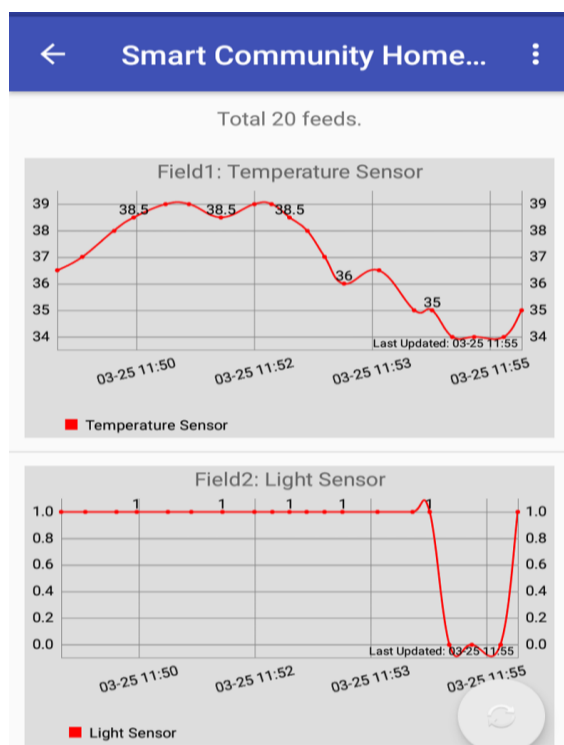 Smart Community Home...
Total 20 feeds.
Field1: Temperature Sensor
39 39
38.5 38.5 38.5
38 38
37 37
36 36 36
35 35 35
34 34
Last Updated: 03-25 11:55
03-25 11:50 03-25 11:52 03-25 11:53 03-25 11:55
Temperature Sensor
Field2: Light Sensor
1 1 1 1 1
1.0 1.0
0.8 0.8
0.6 0.6
0.4 0.4
0.2 0.2
0.0 0.0
Last Updated: 03-25 11:55
03-25 11:50 03-25 11:52 03-25 11:53 03-25 11:55
Light Sensor